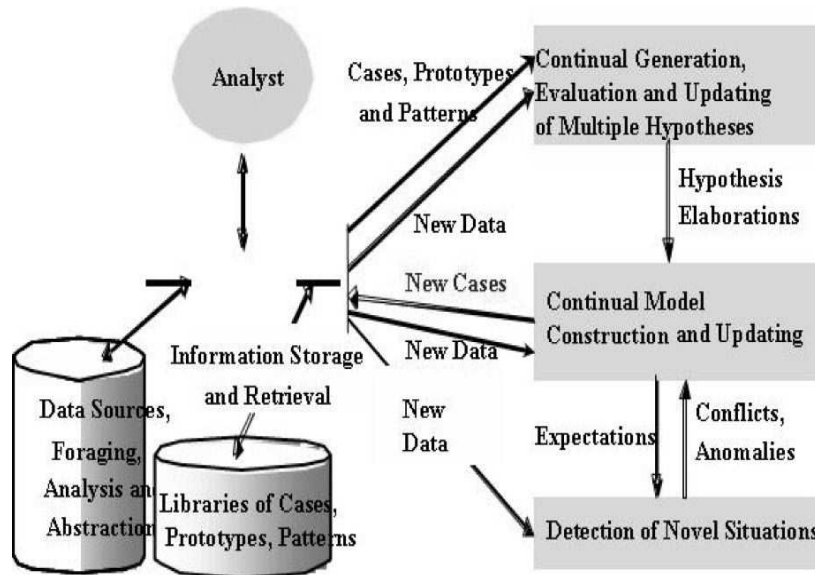 Analyst
Cases, Prototypes
and Patterns
Continual Generation,
Evaluation and Updating
of Multiple Hypotheses
New Data
Hypothesis
Elaborations
New Cases
Continual Model
Construction and Updating
New Data
Information Storage
and Retrieval
New
Data
Expectations
Conflicts,
Anomalies
Data Sources,
Foraging,
Analysis and
Abstraction
Libraries of Cases,
Prototypes, Patterns
Detection of Novel Situations